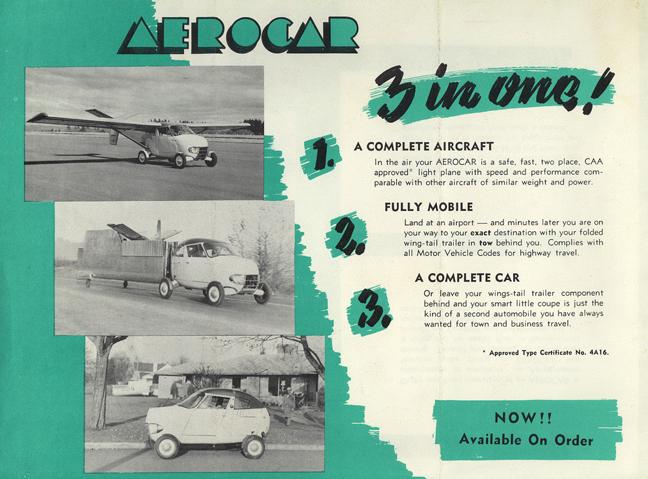 AEROCAR
3 in one!
1.
A COMPLETE AIRCRAFT
In the air your AEROCAR is a safe, fast, two place, CAA
approved* light plane with speed and performance com-
parable with other aircraft of similar weight and power.
2.
FULLY MOBILE
Land at an airport — and minutes later you are on
your way to your exact destination with your folded
wing-tail trailer in tow behind you. Complies with
all Motor Vehicle Codes for highway travel.
3.
A COMPLETE CAR
Or leave your wings-tail trailer component
behind and your smart little coupe is just the
kind of a second automobile you have always
wanted for town and business travel.
* Approved Type Certificate No. 4A16.
NOW!!
Available On Order